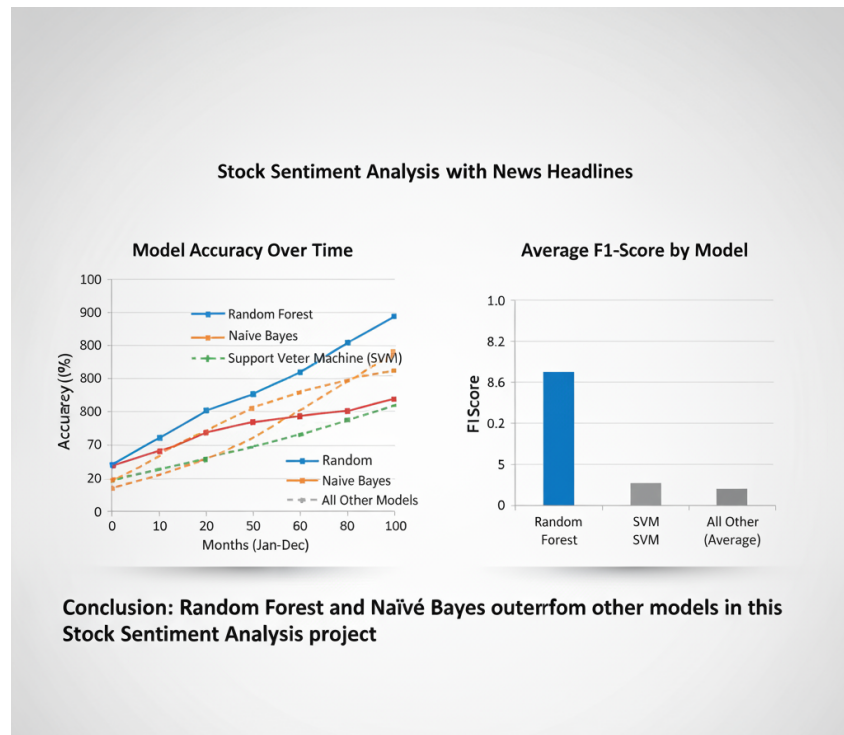 Stock Sentiment Analysis with News Headlines
Model Accuracy Over Time
100
900
800
800
800
70
20
0
Accuarey ((%)
Random Forest
Naive Bayes
Support Veter Machine (SVM)
Random
Naive Bayes
All Other Models
0 10 20 50 60 80 100
Months (Jan-Dec)
Average F1-Score by Model
1.0
8.2
8.6
0.2
5
0
FIScore
Random SVM All Other
Forest SVM (Average)
Conclusion: Random Forest and Naïvé Bayes outerrfom other models in this
Stock Sentiment Analysis project